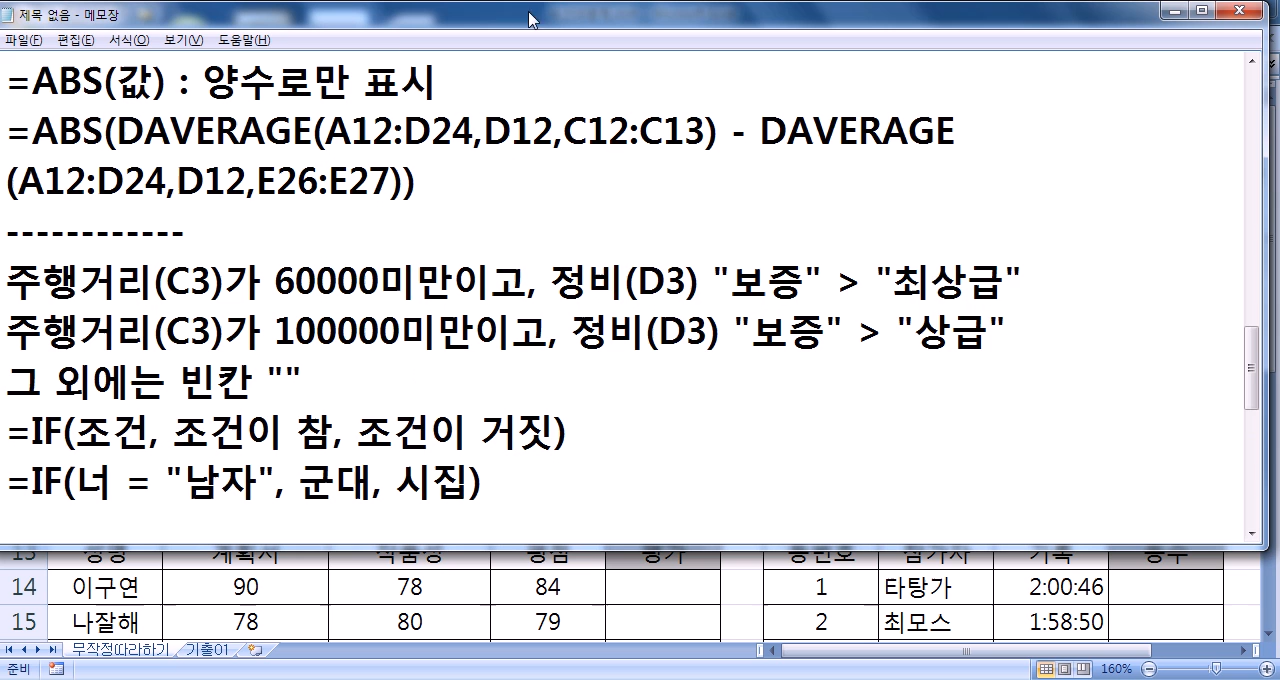 제목 없음 - 메모장
파일(F) 편집(E) 서식(O) 보기(V) 도움말(H)
=ABS(값) : 양수로만 표시
=ABS(DAVERAGE(A12:D24,D12,C12:C13) - DAVERAGE
(A12:D24,D12,E26:E27))
------------
주행거리(C3)가 60000미만이고, 정비(D3) "보증" > "최상급"
주행거리(C3)가 100000미만이고, 정비(D3) "보증" > "상급"
그 외에는 빈칸 ""
=IF(조건, 조건이 참, 조건이 거짓)
=IF(너 = "남자", 군대, 시집)
14 이구연 90 78 84 1 타탕가 2:00:46
15 나잘해 78 80 79 2 최모스 1:58:50
무작정따라하기 기출01
준비 160%